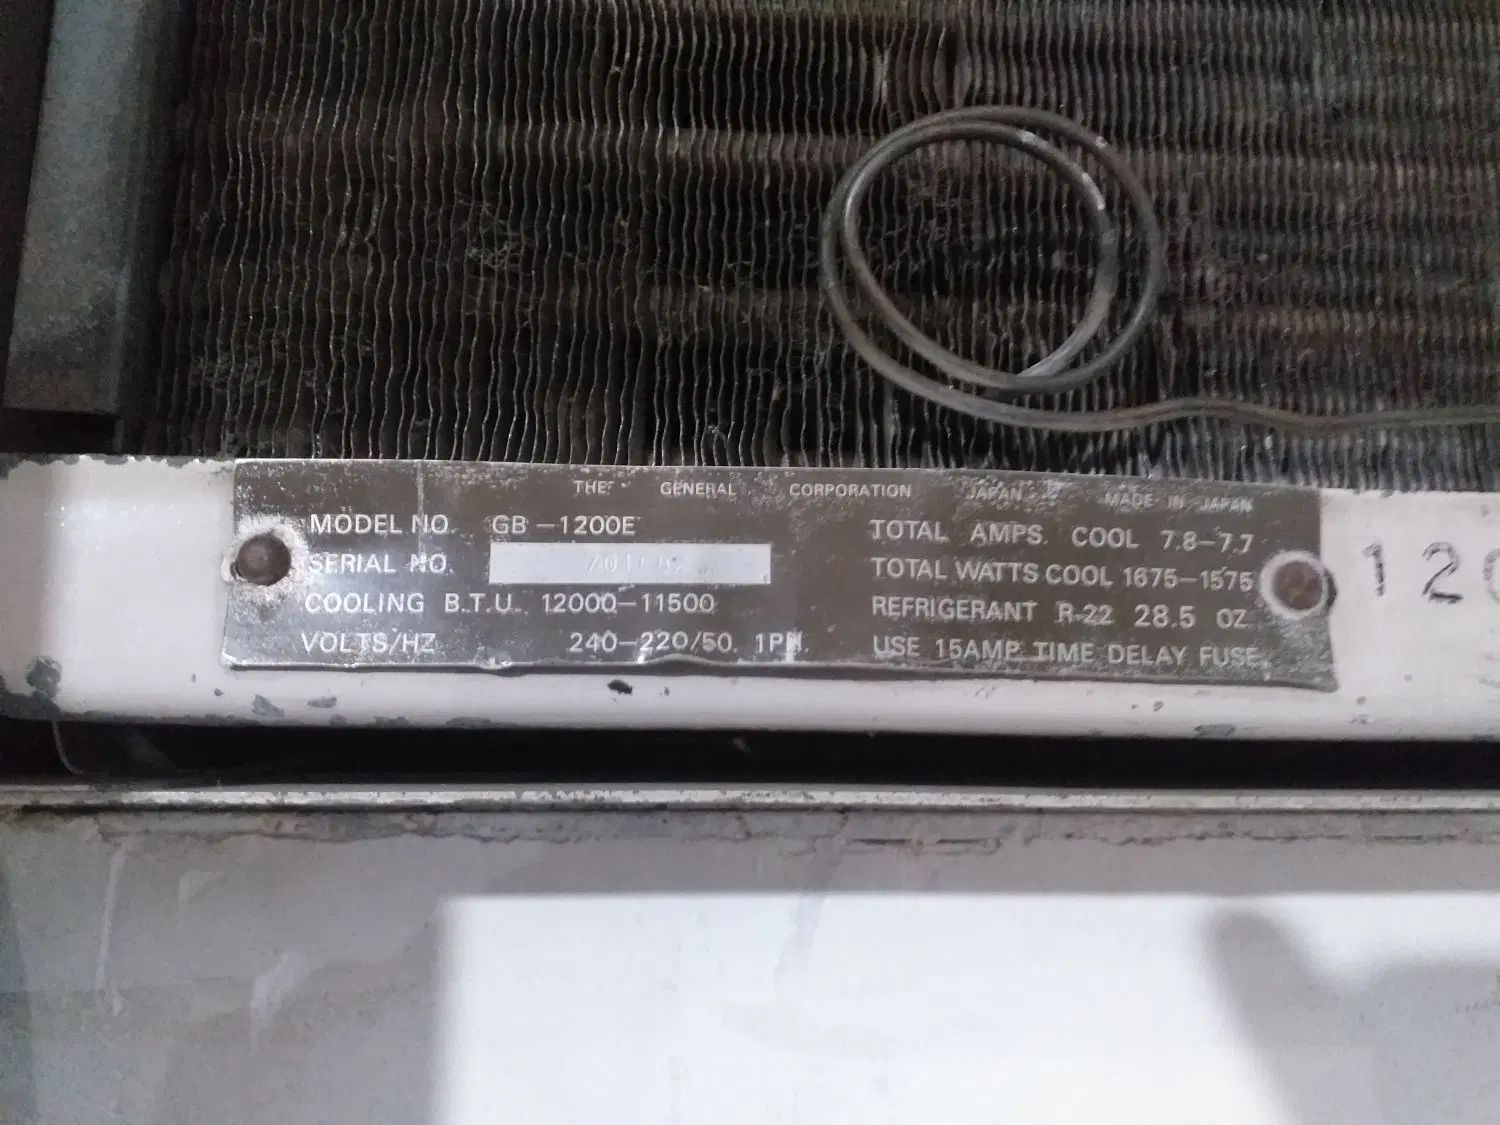 THE GENERAL CORPORATION JAPAN MADE IN JAPAN
MODEL NO. GB-1200E
SERIAL NO.
COOLING B.T.U. 12000-11500
VOLTS/HZ 240-220/50. 1PH.
TOTAL AMPS. COOL 7.8-7.7
TOTAL WATTS COOL 1675-1575
REFRIGERANT R-22 28.5 OZ.
USE 15AMP. TIME DELAY FUSE.